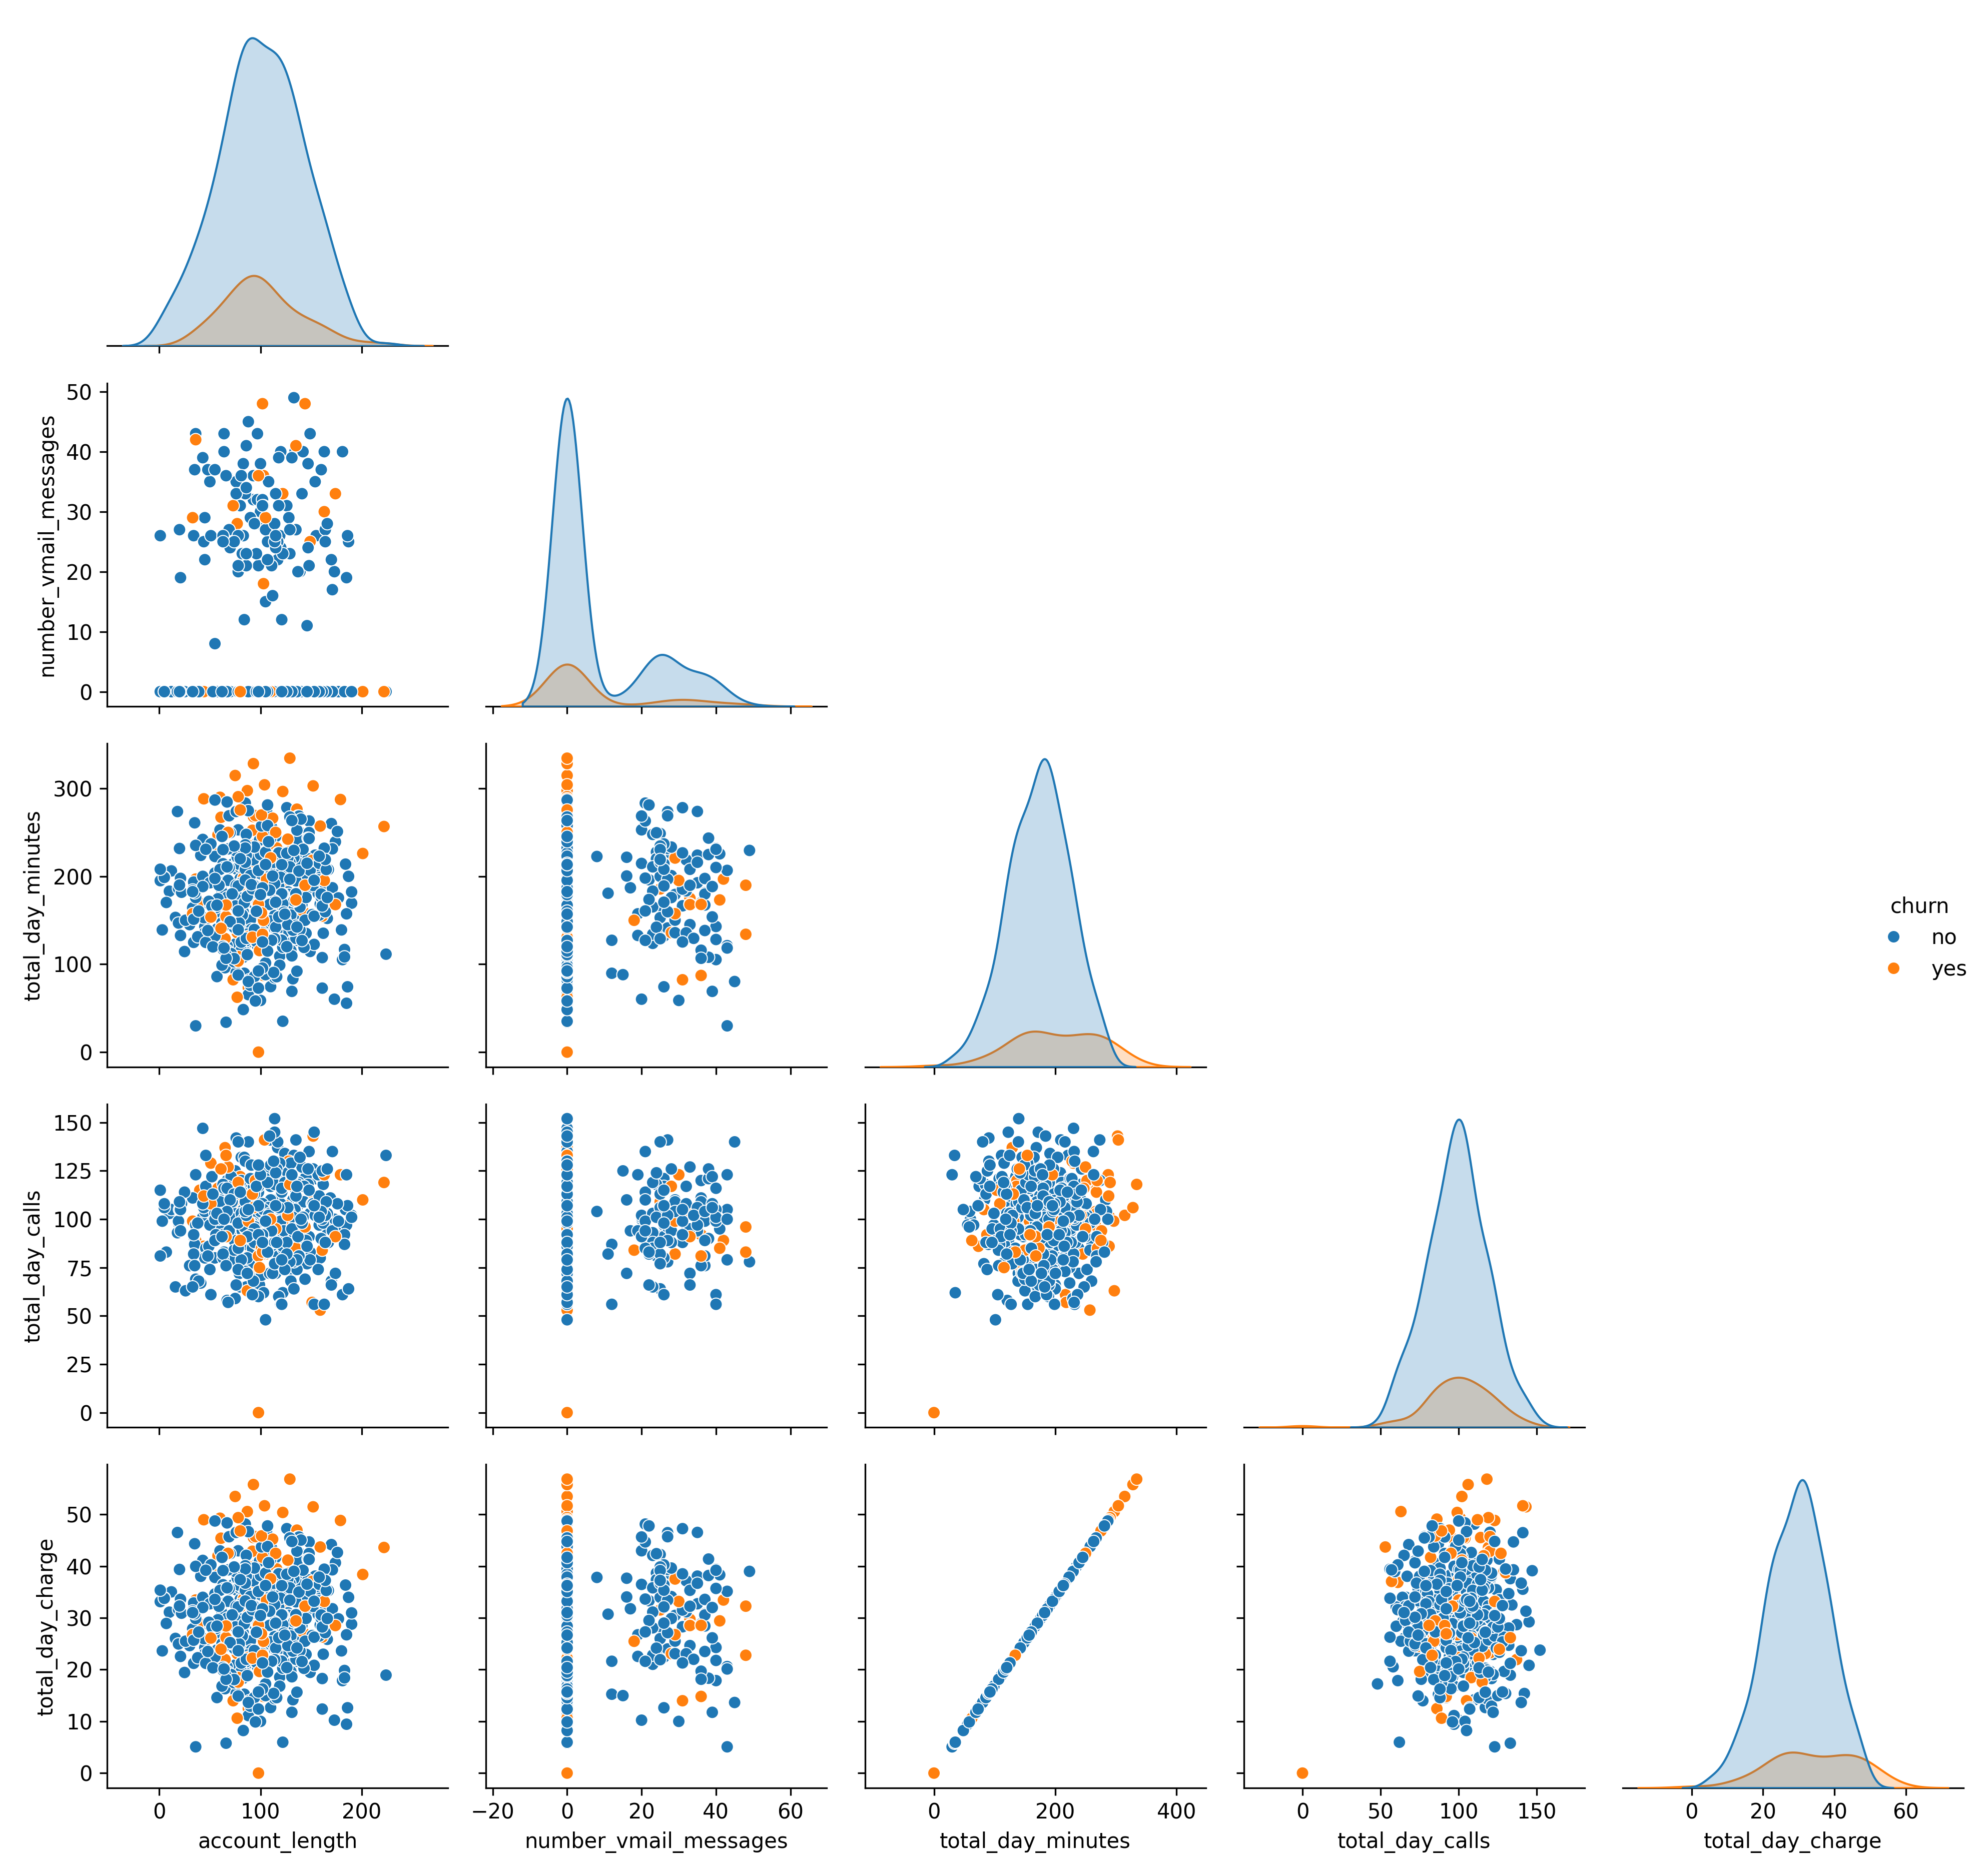 50
40
30
20
10
0
number_vmail_messages
300
200
100
0
total_day_minutes
churn
no
yes
150
125
100
75
50
25
0
total_day_calls
50
40
30
20
10
0
total_day_charge
0 100 200
−20 0 20 40 60
0 200 400
0 50 100 150
0 20 40 60
account_length
number_vmail_messages
total_day_minutes
total_day_calls
total_day_charge